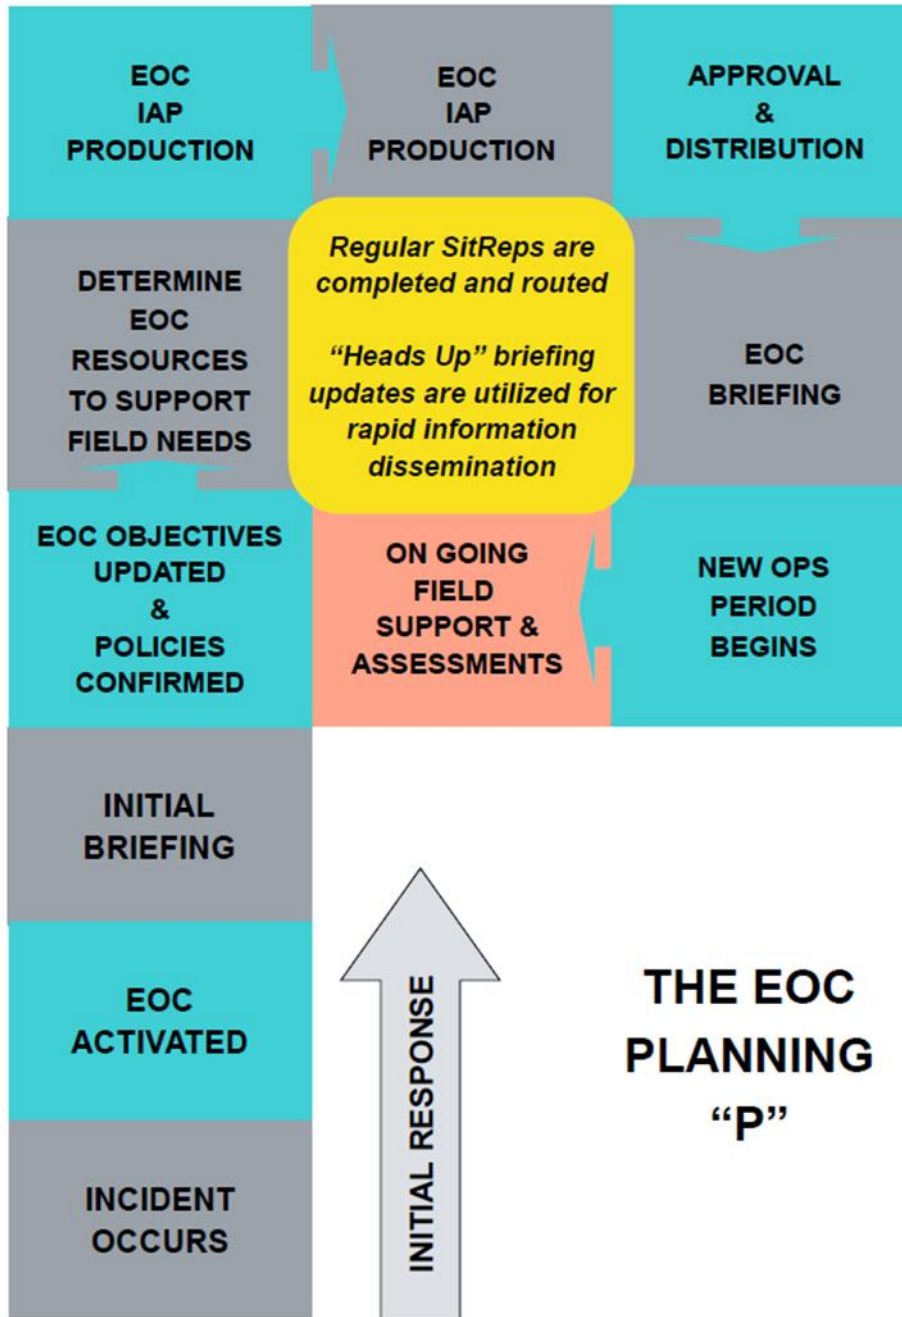 EOC
IAP
PRODUCTION
EOC
IAP
PRODUCTION
APPROVAL
&
DISTRIBUTION
DETERMINE
EOC
RESOURCES
TO SUPPORT
FIELD NEEDS
Regular SitReps are
completed and routed
“Heads Up” briefing
updates are utilized for
rapid information
dissemination
EOC
BRIEFING
EOC OBJECTIVES
UPDATED
&
POLICIES
CONFIRMED
ON GOING
FIELD
SUPPORT &
ASSESSMENTS
NEW OPS
PERIOD
BEGINS
INITIAL
BRIEFING
EOC
ACTIVATED
INCIDENT
OCCURS
INITIAL RESPONSE
THE EOC
PLANNING
“P”